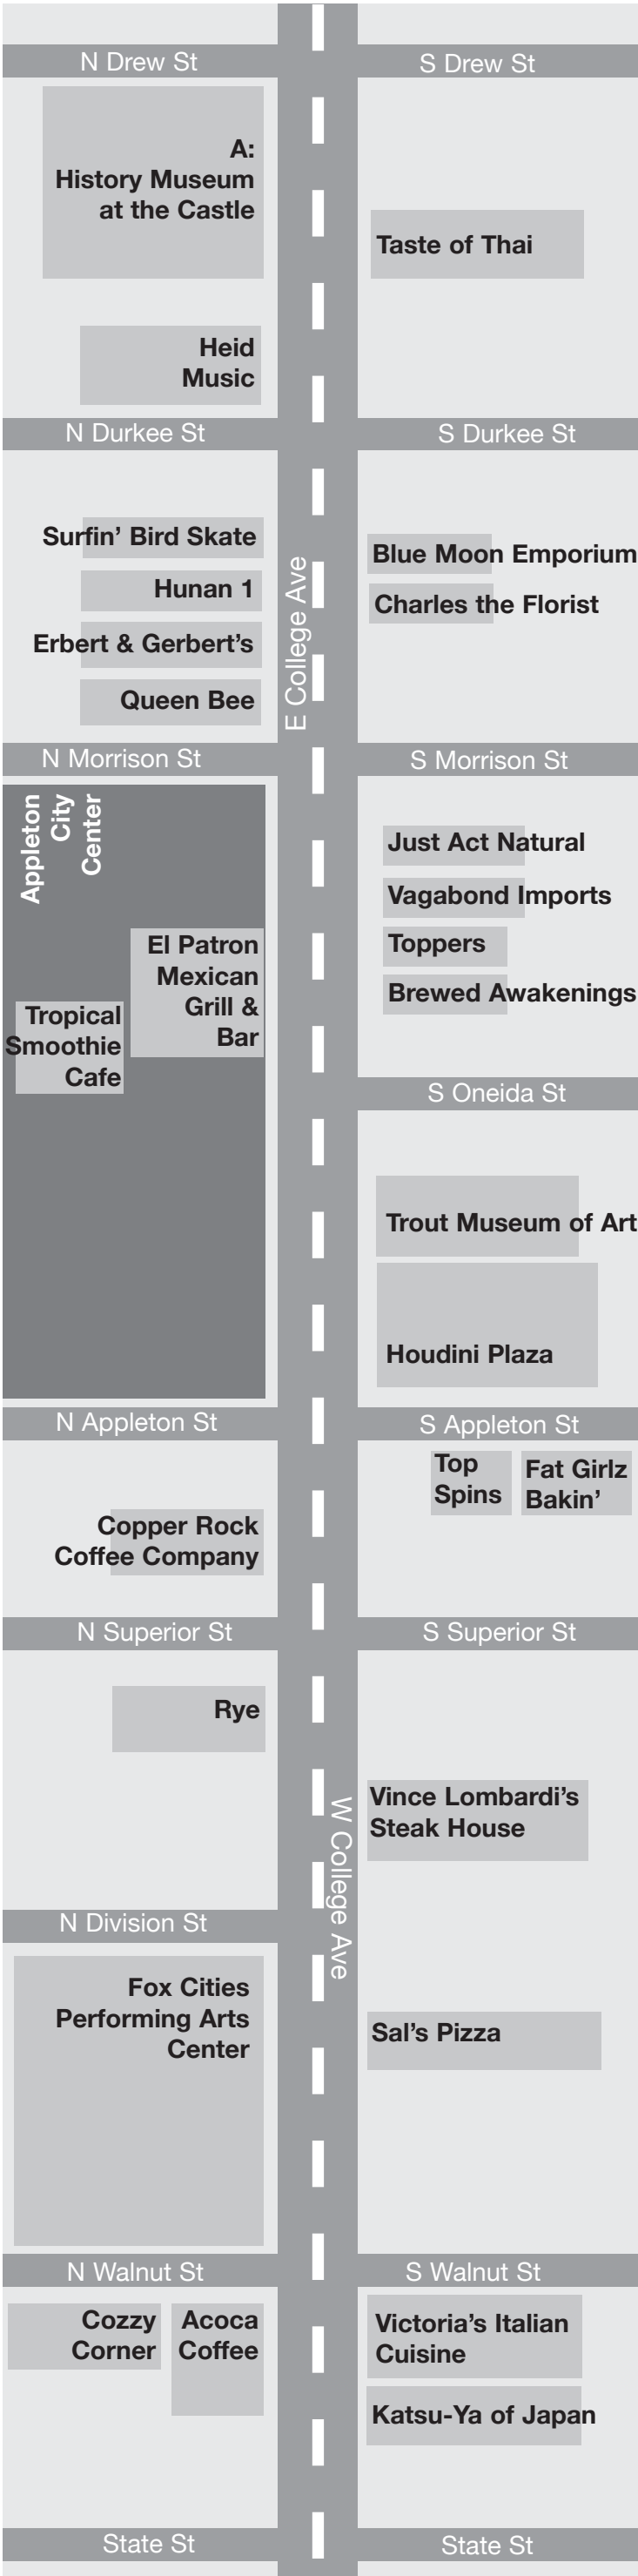 N Drew St
S Drew St
A:
History Museum
at the Castle
Taste of Thai
Heid
Music
N Durkee St
S Durkee St
Surfin’ Bird Skate
Hunan 1
Erbert & Gerbert’s
Queen Bee
Blue Moon Emporium
Charles the Florist
E College Ave
N Morrison St
S Morrison St
Appleton
City
Center
El Patron
Mexican
Grill &
Bar
Tropical
Smoothie
Cafe
Just Act Natural
Vagabond Imports
Toppers
Brewed Awakenings
S Oneida St
Trout Museum of Art
Houdini Plaza
N Appleton St
S Appleton St
Top
Spins
Fat Girlz
Bakin’
Copper Rock
Coffee Company
N Superior St
S Superior St
Rye
Vince Lombardi’s
Steak House
W College Ave
N Division St
Fox Cities
Performing Arts
Center
Sal’s Pizza
N Walnut St
S Walnut St
Cozzy
Corner
Acoca
Coffee
Victoria’s Italian
Cuisine
Katsu-Ya of Japan
State St
State St